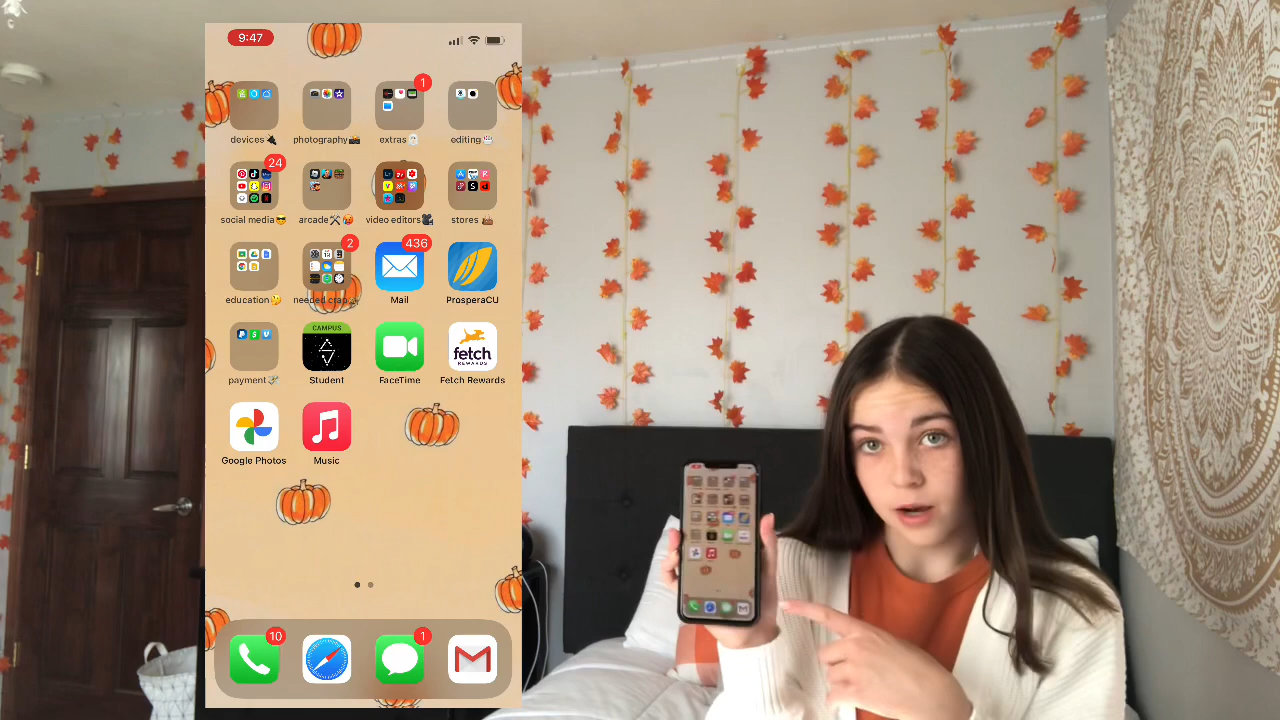 9:47
1
devices🔌 photography📸 extras👻 editing
24
social media😎 arcade⚒️🥵 video editors🎥 stores 👜
2 436
education🤔 needed crap Mail ProsperaCU
CAMPUS
fetch
REWARDS
payment💸 Student FaceTime Fetch Rewards
Google Photos Music
10 1